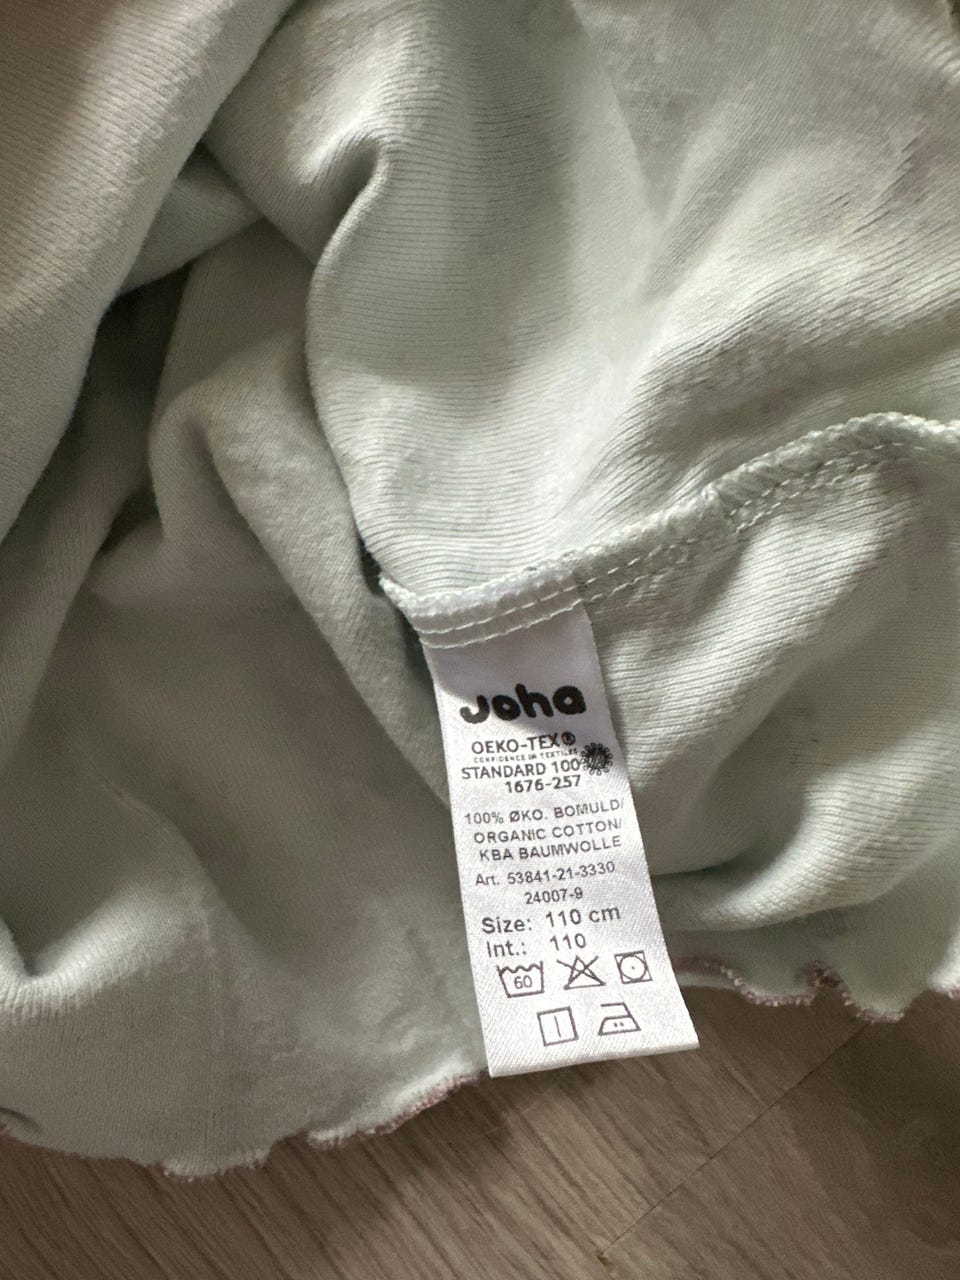 Joha
OEKO-TEX®
CONFIDENCE IN TEXTILES
STANDARD 100
1676-257
100% ØKO. BOMULD/
ORGANIC COTTON/
KBA BAUMWOLLE
Art. 53841-21-3330
24007-9
Size: 110 cm
Int.: 110
60